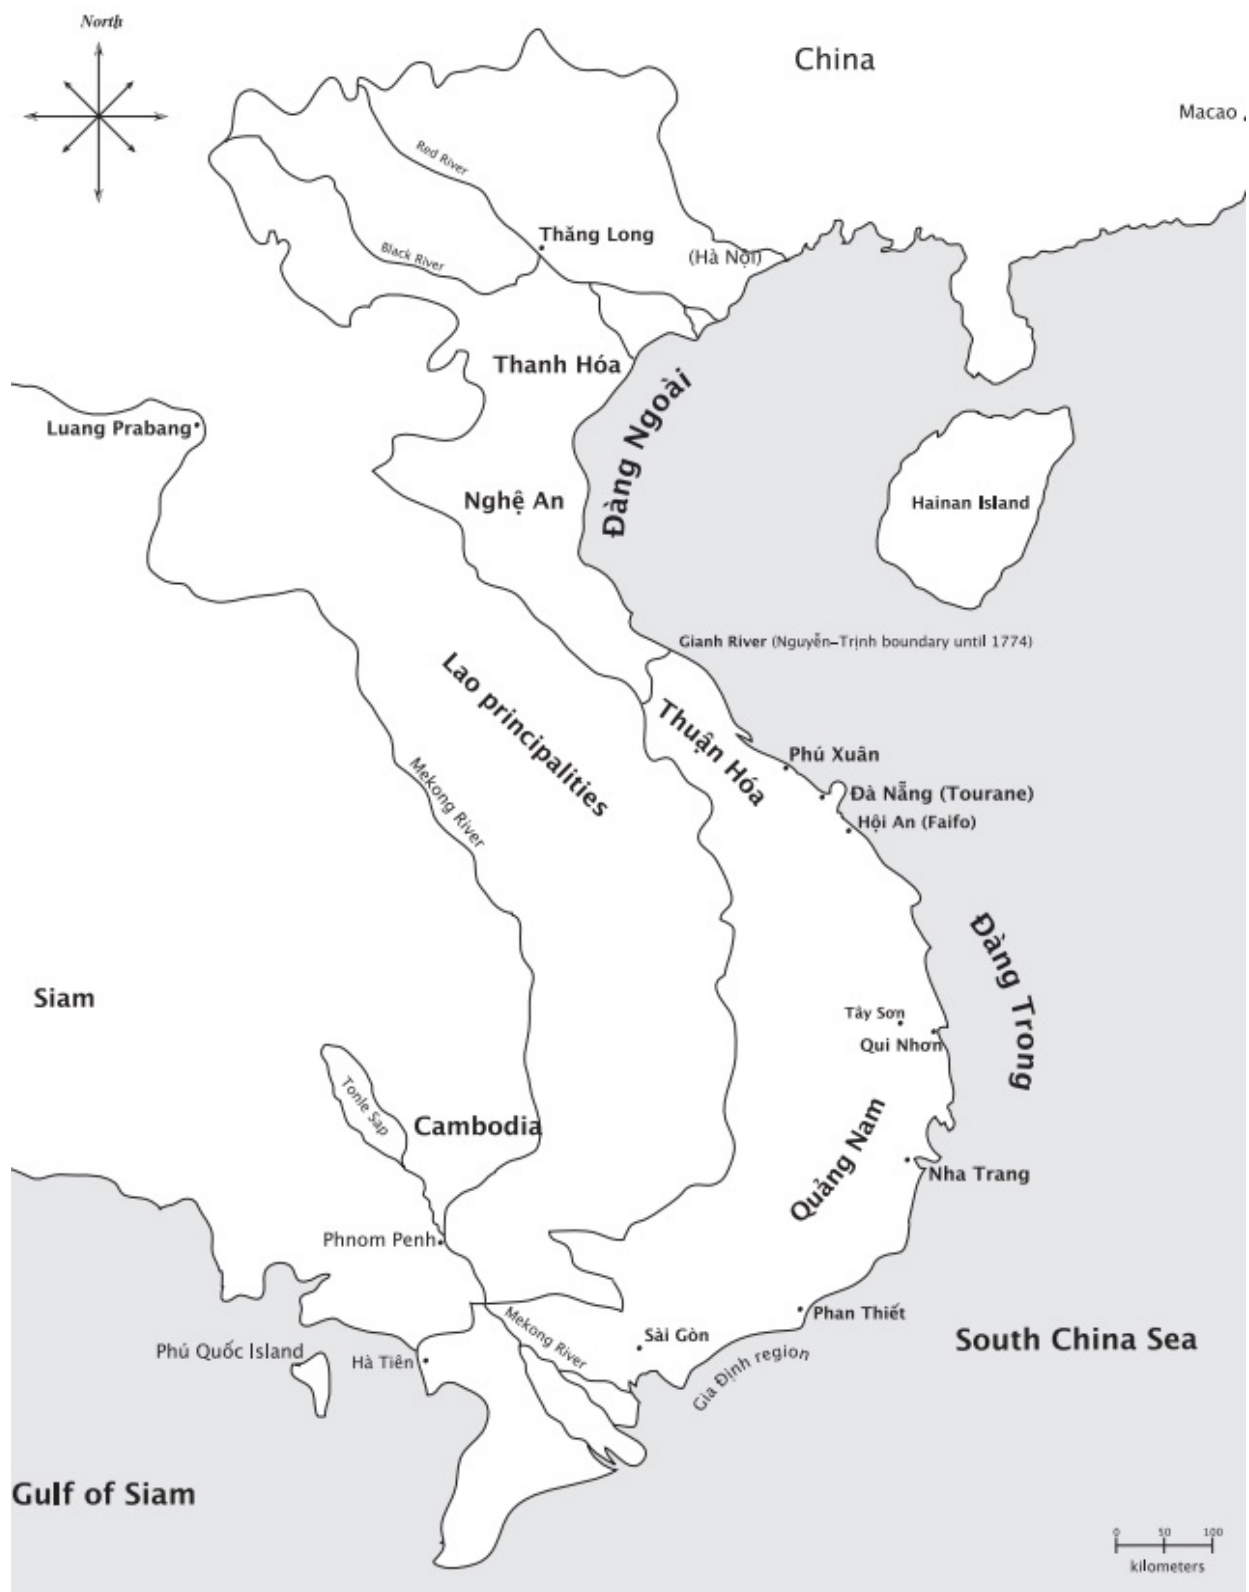 North
China
Macao
Red River
Thăng Long
Black River
(Hà Nội)
Thanh Hóa
Đàng Ngoài
Luang Prabang
Nghệ An
Hainan Island
Gianh River (Nguyễn–Trịnh boundary until 1774)
Lao principalities
Thuận Hóa
Phú Xuân
Mekong River
Đà Nẵng (Tourane)
Hội An (Faifo)
Đàng Trong
Siam
Tây Sơn
Qui Nhơn
Tonle Sap
Cambodia
Quảng Nam
Nha Trang
Phnom Penh
Mekong River
Phan Thiết
Sài Gòn
South China Sea
Phú Quốc Island
Hà Tiên
Gia Định region
Gulf of Siam
0 50 100
kilometers